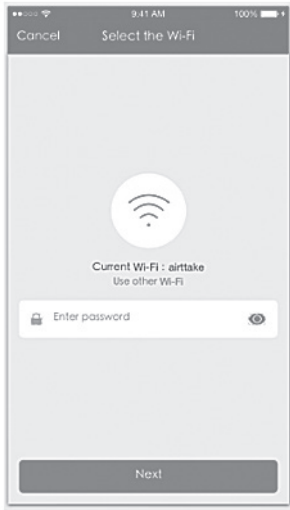 9:41 AM 100%
Cancel Select the Wi-Fi
Current Wi-Fi : airttake
Use other Wi-Fi
Enter password
Next